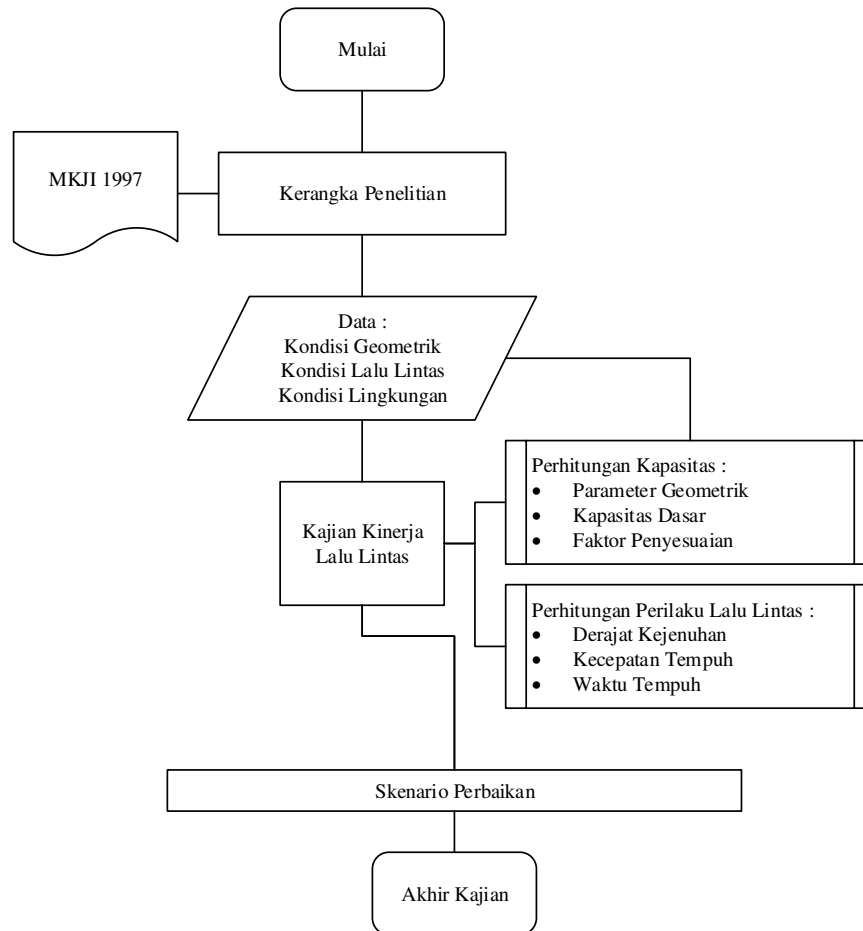 Mulai
MKJI 1997
Kerangka Penelitian
Data :
Kondisi Geometrik
Kondisi Lalu Lintas
Kondisi Lingkungan
Perhitungan Kapasitas :
• Parameter Geometrik
• Kapasitas Dasar
• Faktor Penyesuaian
Kajian Kinerja
Lalu Lintas
Perhitungan Perilaku Lalu Lintas :
• Derajat Kejenuhan
• Kecepatan Tempuh
• Waktu Tempuh
Skenario Perbaikan
Akhir Kajian